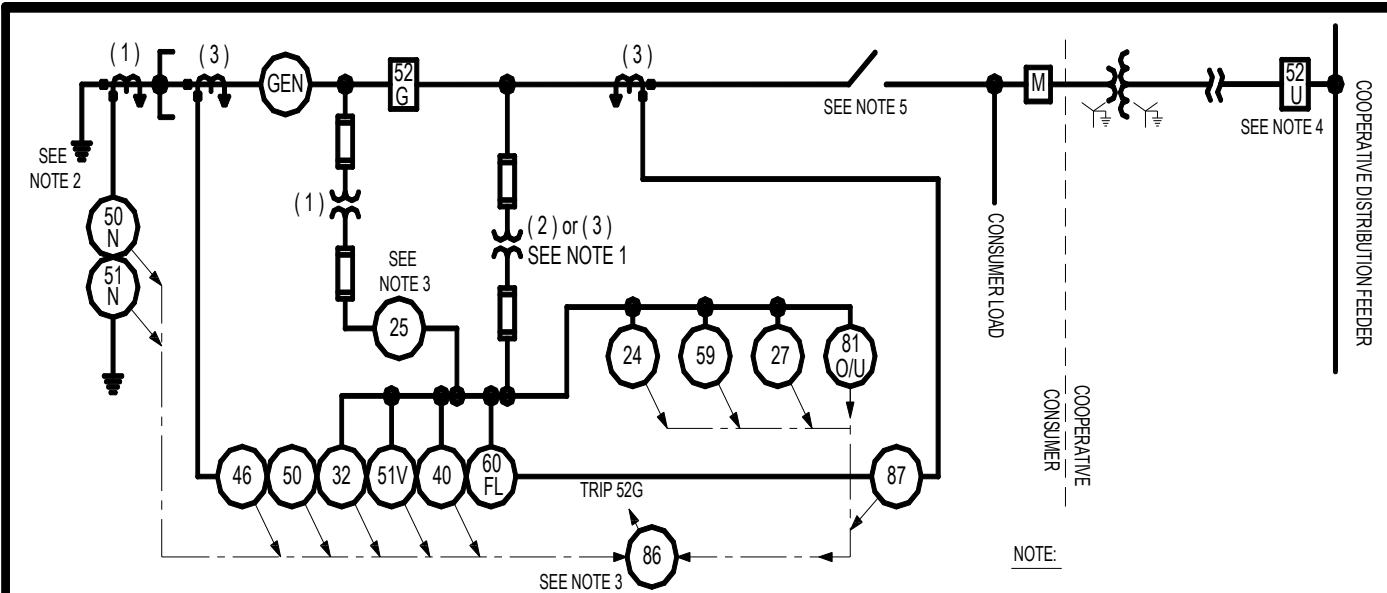 ( 1 )
( 3 )
GEN
52
G
( 3 )
SEE NOTE 5
M
52
U
SEE NOTE 4
COOPERATIVE DISTRIBUTION FEEDER
SEE
NOTE 2
50
N
51
N
( 1 )
SEE
NOTE 3
25
( 2 ) or ( 3 )
SEE NOTE 1
24
59
27
81
O/U
CONSUMER LOAD
CONSUMER
COOPERATIVE
46
50
32
51V
40
60
FL
87
TRIP 52G
86
SEE NOTE 3
NOTE: